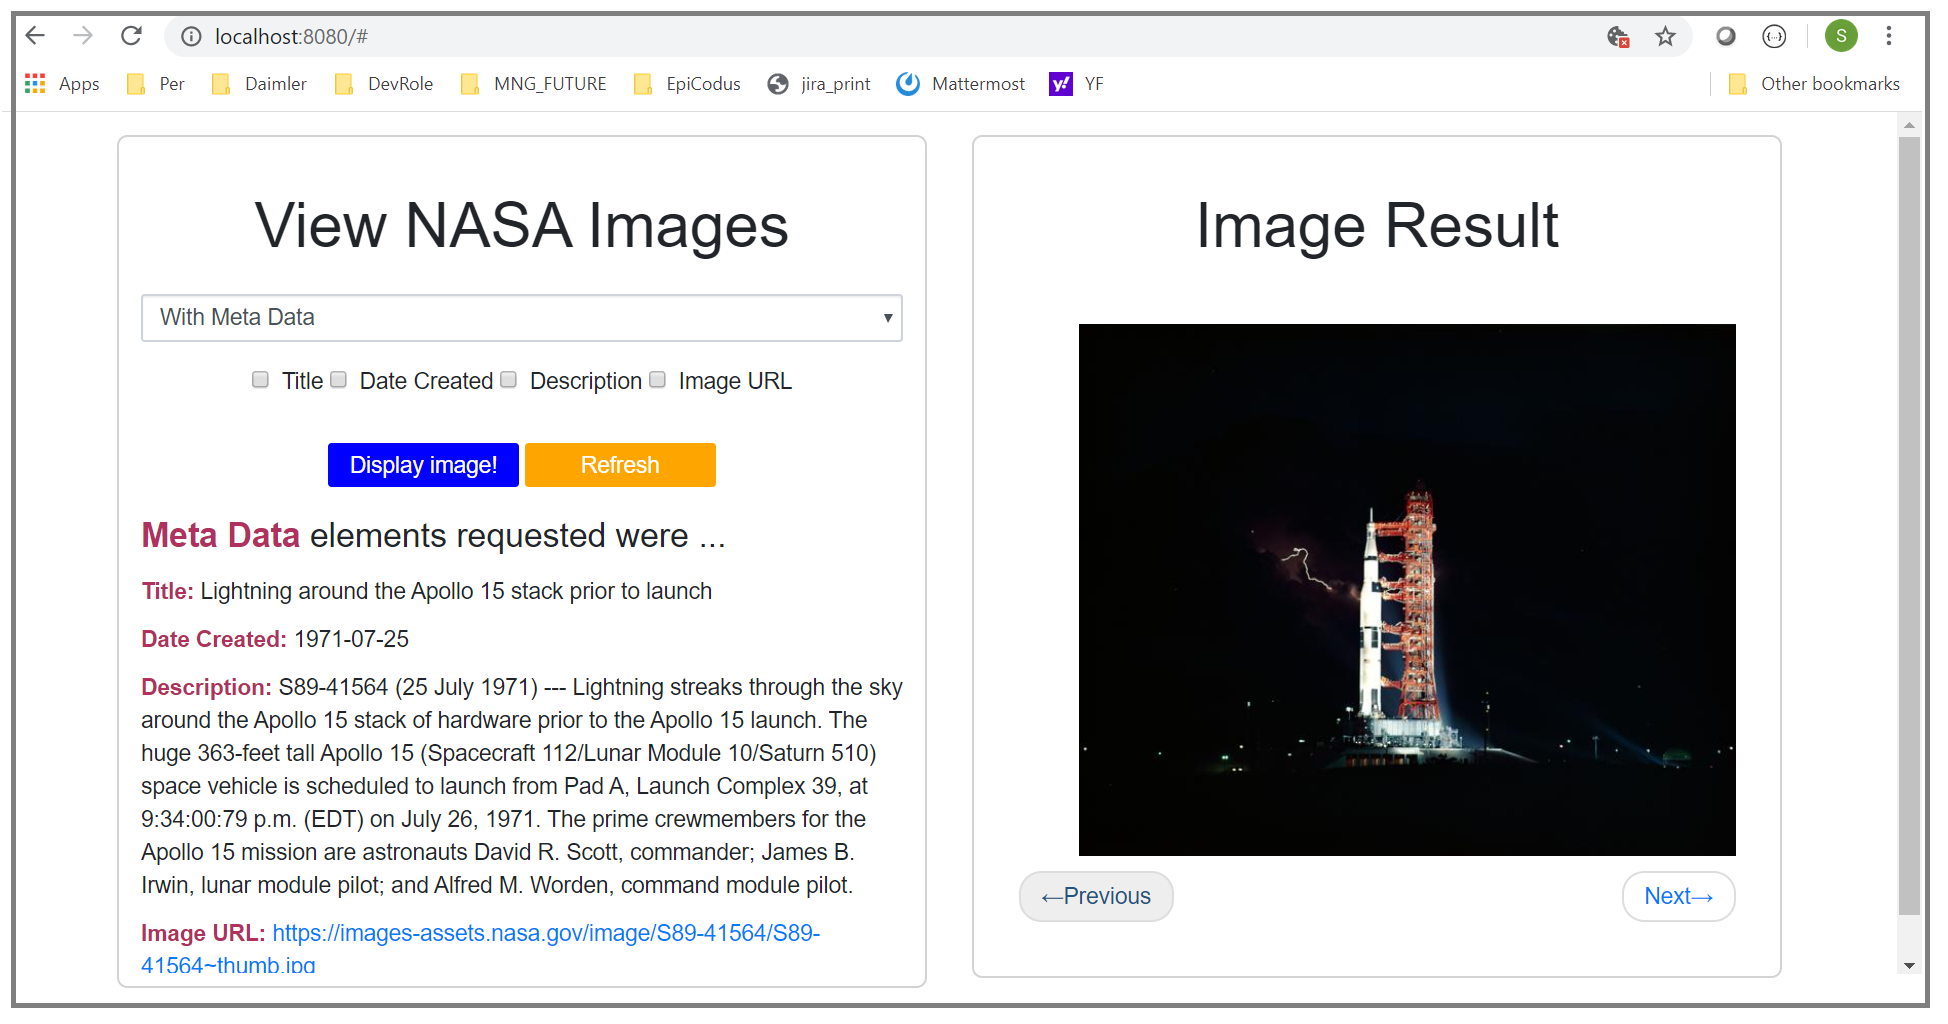 localhost:8080/#
S
Apps Per Daimler DevRole MNG_FUTURE EpiCodus jira_print Mattermost y! YF Other bookmarks
View NASA Images
With Meta Data
Title Date Created Description Image URL
Display image! Refresh
Meta Data elements requested were ...
Title: Lightning around the Apollo 15 stack prior to launch
Date Created: 1971-07-25
Description: S89-41564 (25 July 1971) --- Lightning streaks through the sky
around the Apollo 15 stack of hardware prior to the Apollo 15 launch. The
huge 363-feet tall Apollo 15 (Spacecraft 112/Lunar Module 10/Saturn 510)
space vehicle is scheduled to launch from Pad A, Launch Complex 39, at
9:34:00:79 p.m. (EDT) on July 26, 1971. The prime crewmembers for the
Apollo 15 mission are astronauts David R. Scott, commander; James B.
Irwin, lunar module pilot; and Alfred M. Worden, command module pilot.
Image URL: https://images-assets.nasa.gov/image/S89-41564/S89-
41564~thumb.jpg
Image Result
←Previous Next→